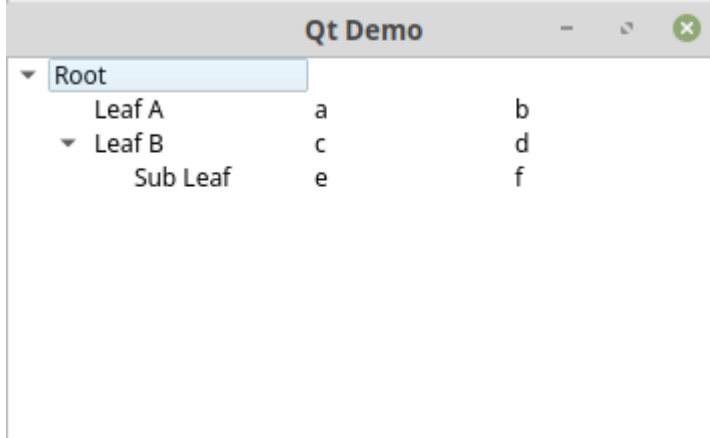 Qt Demo
Root
Leaf A a b
Leaf B c d
Sub Leaf e f